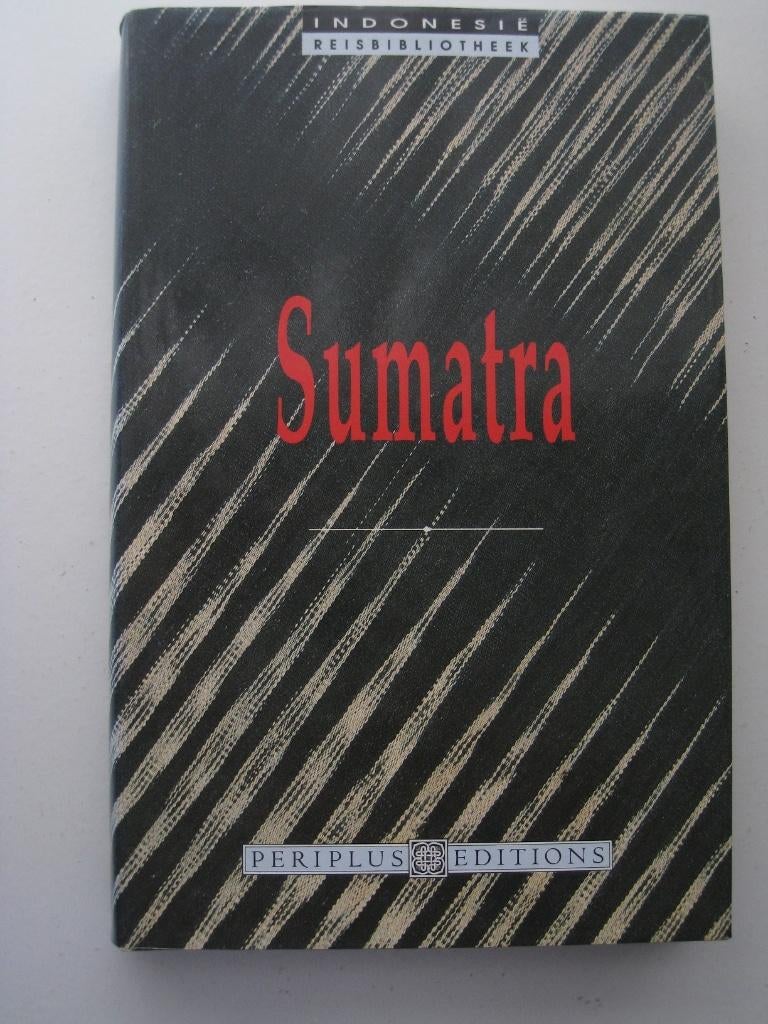 INDONESIË
REISBIBLIOTHEEK
Sumatra
PERIPLUS EDITIONS